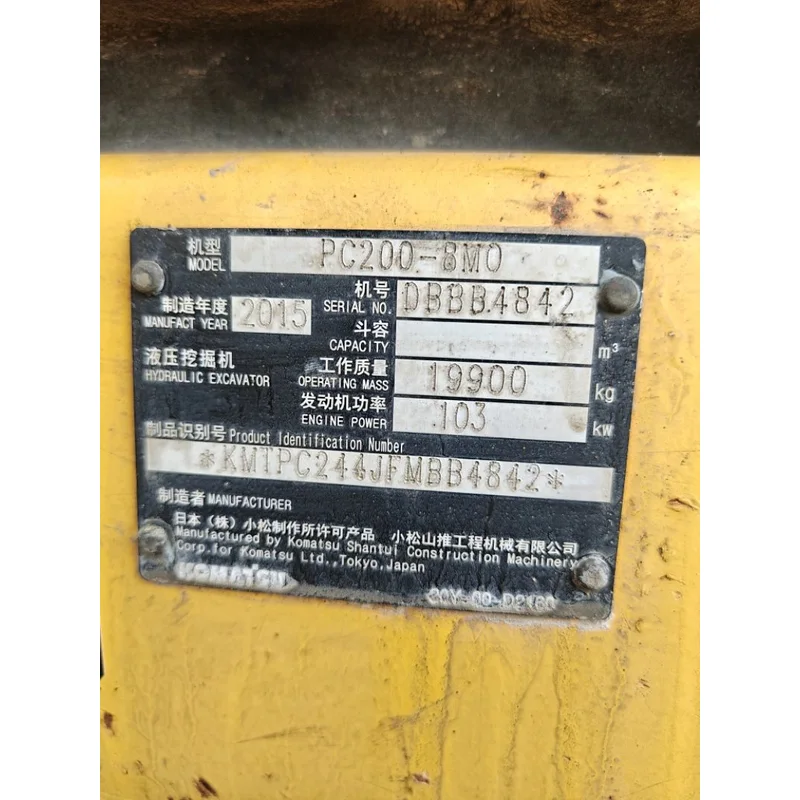 机型 MODEL PC200-8M0
机号 SERIAL NO. DBBB4842
制造年度 MANUFACT YEAR 2015
斗容 CAPACITY m³
液压挖掘机 HYDRAULIC EXCAVATOR
工作质量 OPERATING MASS 19900 kg
发动机功率 ENGINE POWER 103 kw
制品识别号 Product Identification Number
*KMTPC244JFMBB4842*
制造者 MANUFACTURER
日本（株）小松制作所许可产品 小松山推工程机械有限公司
Manufactured by Komatsu Shantui Construction Machinery
Corp.for Komatsu Ltd.,Tokyo,Japan
KOMATSU